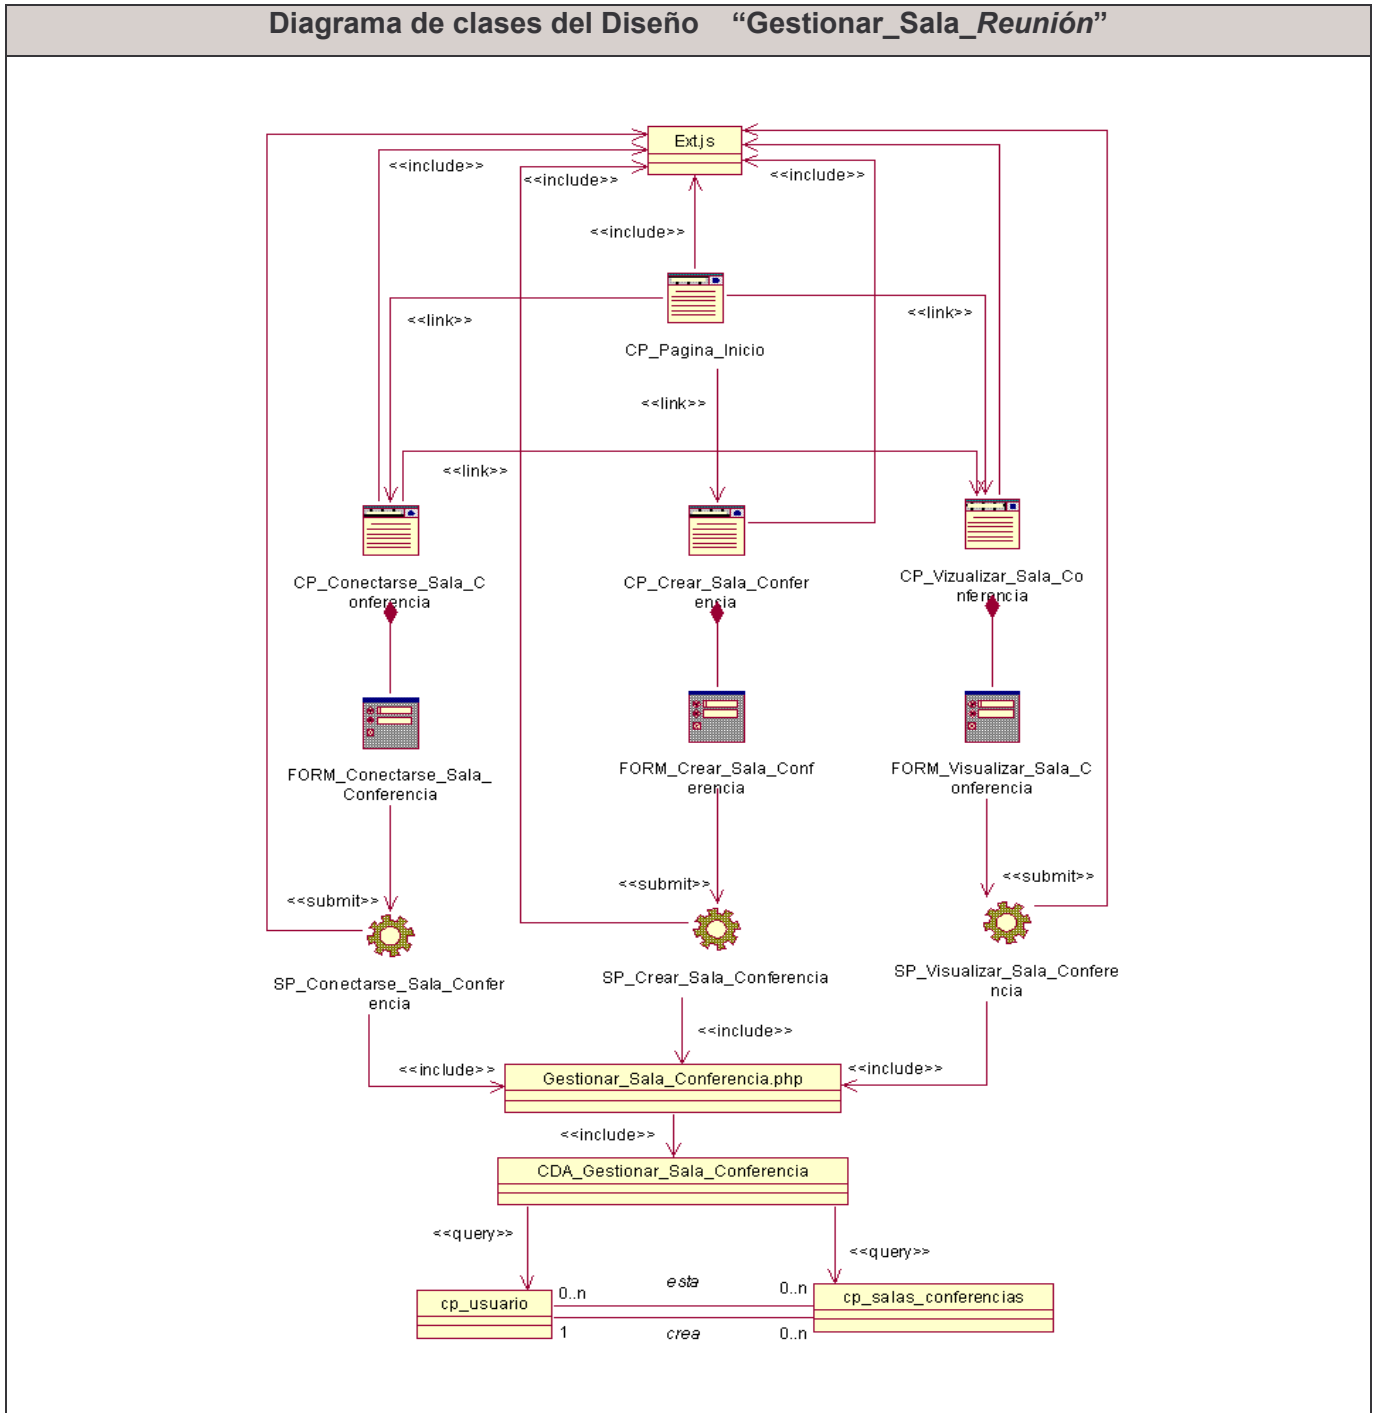 Diagrama de clases del Diseño “Gestionar_Sala_Reunión”
Ext.js
<<include>>
<<include>>
<<include>>
<<include>>
CP_Pagina_Inicio
<<link>>
<<link>>
<<link>>
<<link>>
CP_Conectarse_Sala_C
onferencia
CP_Crear_Sala_Confer
encia
CP_Vizualizar_Sala_Co
nferencia
FORM_Conectarse_Sala_
Conferencia
FORM_Crear_Sala_Conf
erencia
FORM_Visualizar_Sala_C
onferencia
<<submit>>
<<submit>>
<<submit>>
SP_Conectarse_Sala_Confer
encia
SP_Crear_Sala_Conferencia
SP_Visualizar_Sala_Confere
ncia
<<include>>
<<include>>
<<include>>
Gestionar_Sala_Conferencia.php
<<include>>
CDA_Gestionar_Sala_Conferencia
<<query>>
<<query>>
cp_usuario
0..n
esta
0..n
cp_salas_conferencias
1
crea
0..n